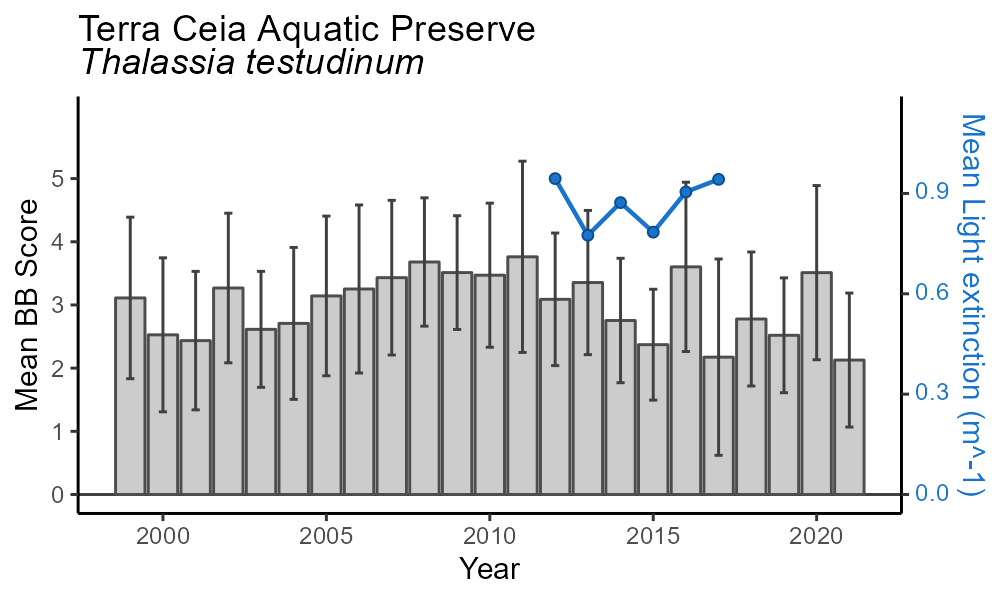 Terra Ceia Aquatic Preserve
Thalassia testudinum
Mean BB Score
5
4
3
2
1
0
0.9
0.6
0.3
0.0
Mean Light extinction (m^-1)
2000 2005 2010 2015 2020
Year